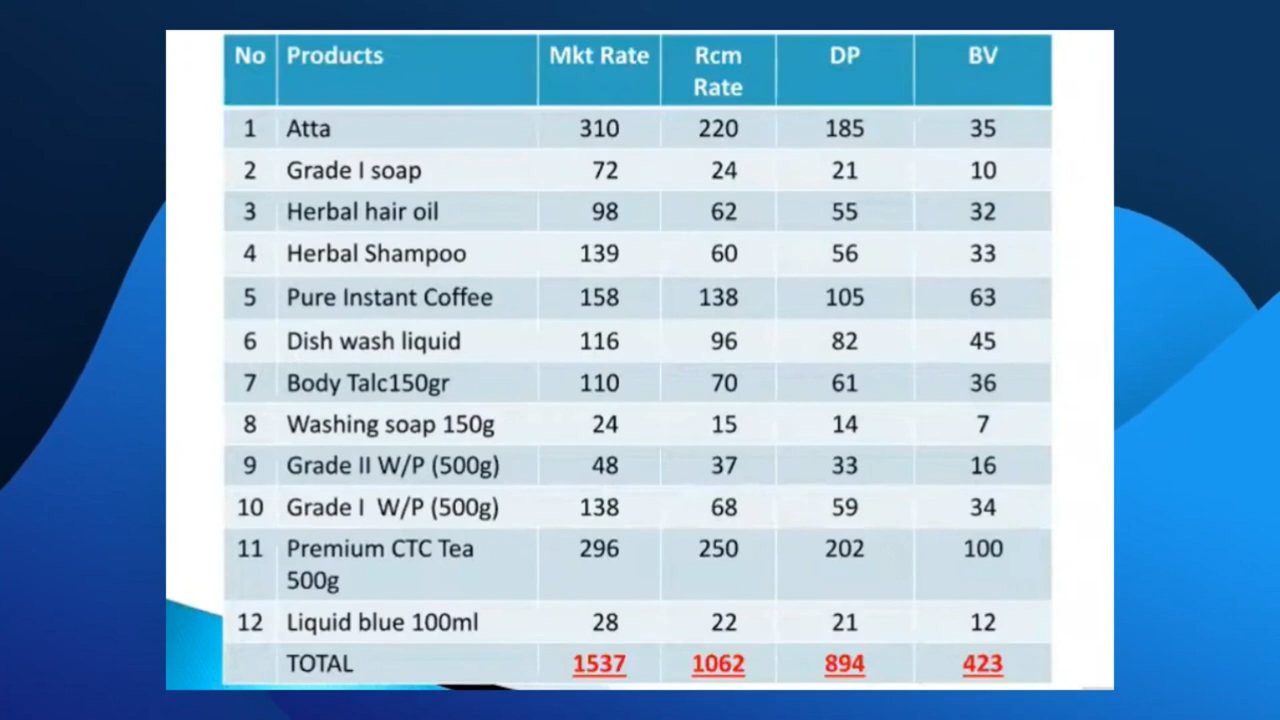 No Products Mkt Rate Rcm Rate DP BV
1 Atta 310 220 185 35
2 Grade I soap 72 24 21 10
3 Herbal hair oil 98 62 55 32
4 Herbal Shampoo 139 60 56 33
5 Pure Instant Coffee 158 138 105 63
6 Dish wash liquid 116 96 82 45
7 Body Talc150gr 110 70 61 36
8 Washing soap 150g 24 15 14 7
9 Grade II W/P (500g) 48 37 33 16
10 Grade I W/P (500g) 138 68 59 34
11 Premium CTC Tea 500g 296 250 202 100
12 Liquid blue 100ml 28 22 21 12
TOTAL 1537 1062 894 423